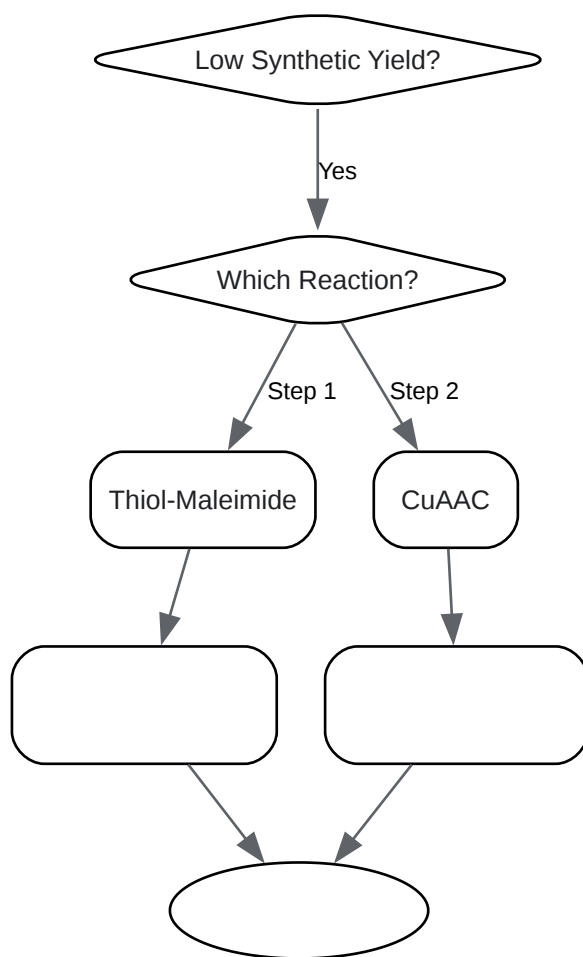 Low Synthetic Yield?
Yes
Which Reaction?
Step 1
Step 2
Thiol-Maleimide
CuAAC